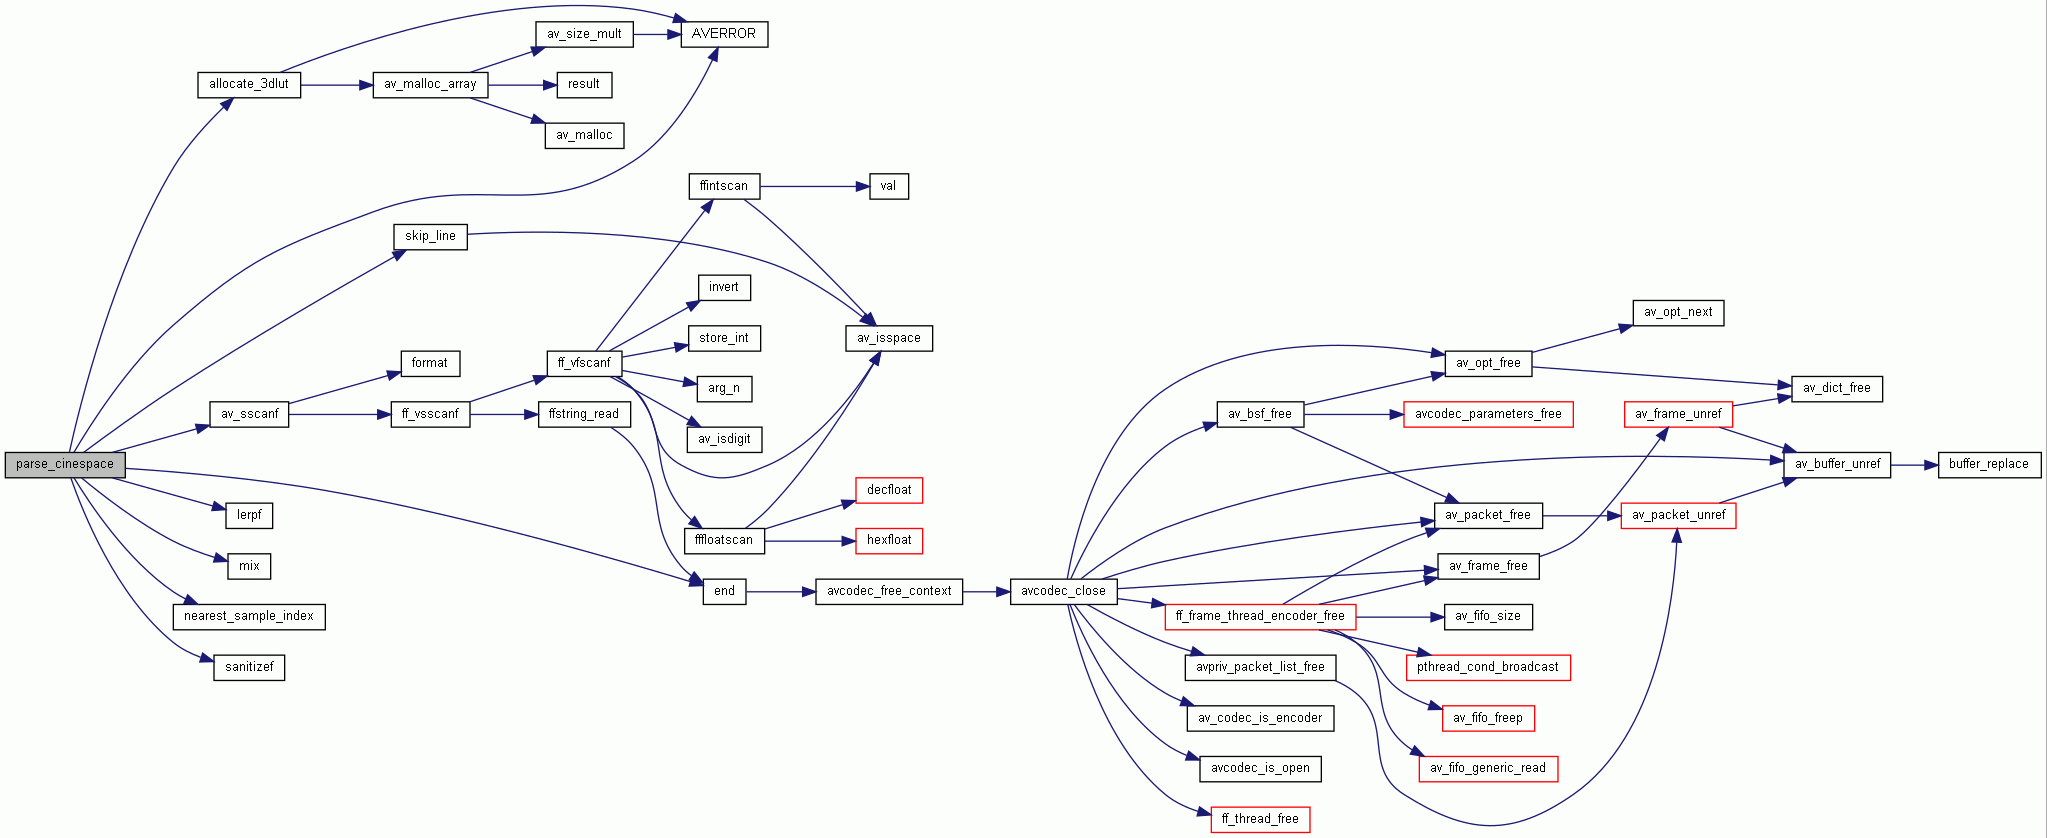 parse_cinespace
allocate_3dlut
av_malloc_array
av_size_mult
AVERROR
result
av_malloc
skip_line
av_sscanf
format
ff_vsscanf
ff_vfscanf
ffstring_read
ffintscan
val
invert
store_int
arg_n
av_isdigit
av_isspace
fffloatscan
decfloat
hexfloat
lerpf
mix
nearest_sample_index
sanitizef
end
avcodec_free_context
avcodec_close
av_bsf_free
av_opt_free
av_opt_next
av_dict_free
avcodec_parameters_free
av_frame_unref
av_buffer_unref
buffer_replace
av_packet_free
av_packet_unref
av_frame_free
ff_frame_thread_encoder_free
av_fifo_size
pthread_cond_broadcast
av_fifo_freep
av_fifo_generic_read
avpriv_packet_list_free
av_codec_is_encoder
avcodec_is_open
ff_thread_free